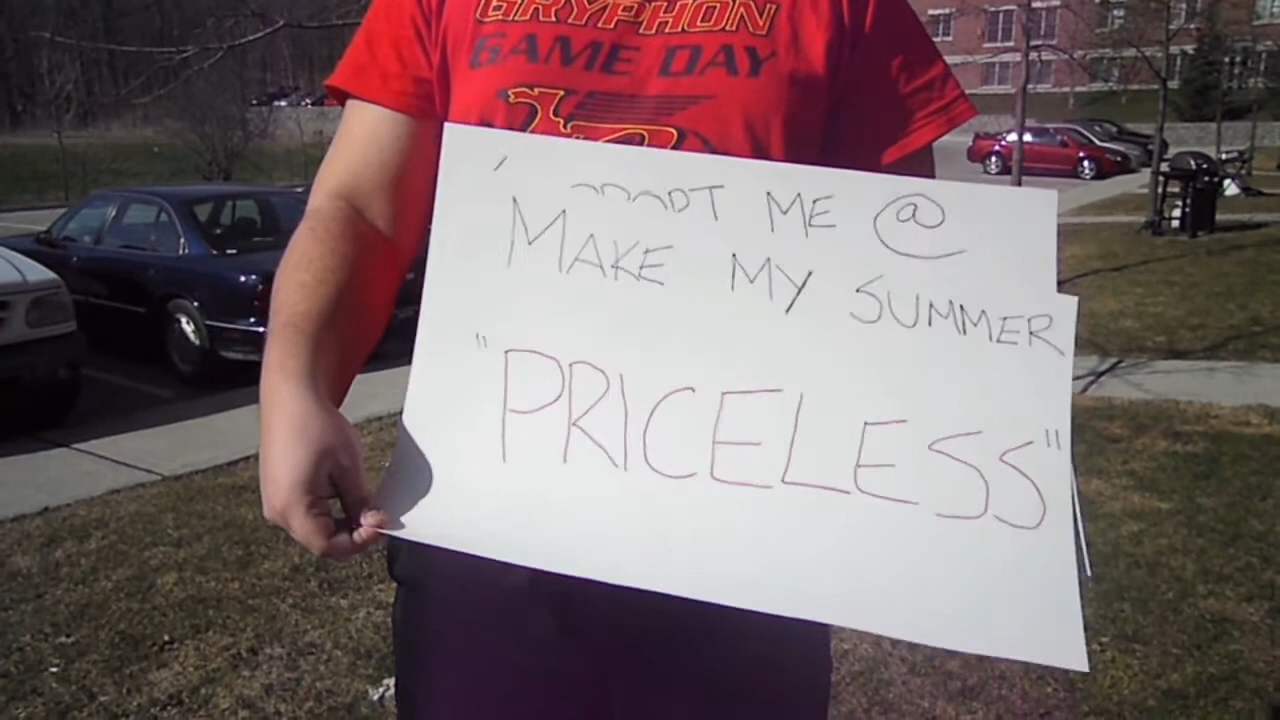 GRYPHON
GAME DAY
ME @
MAKE MY SUMMER
"PRICELESS"